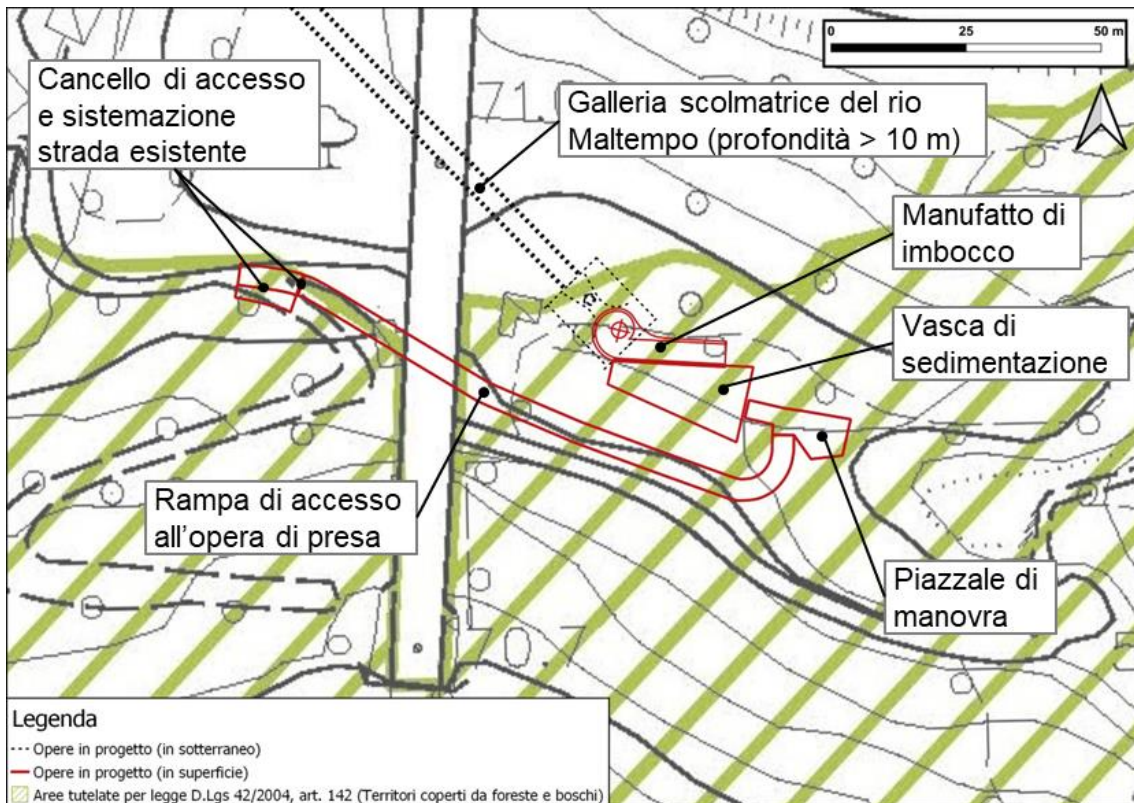 0 25 50 m
Cancello di accesso
e sistemazione
strada esistente
Galleria scolmatrice del rio
Maltempo (profondità > 10 m)
Manufatto di
imbocco
Vasca di
sedimentazione
Rampa di accesso
all'opera di presa
Piazzale di
manovra
Legenda
Opere in progetto (in sotterraneo)
Opere in progetto (in superficie)
Aree tutelate per legge D.Lgs 42/2004, art. 142 (Territori coperti da foreste e boschi)